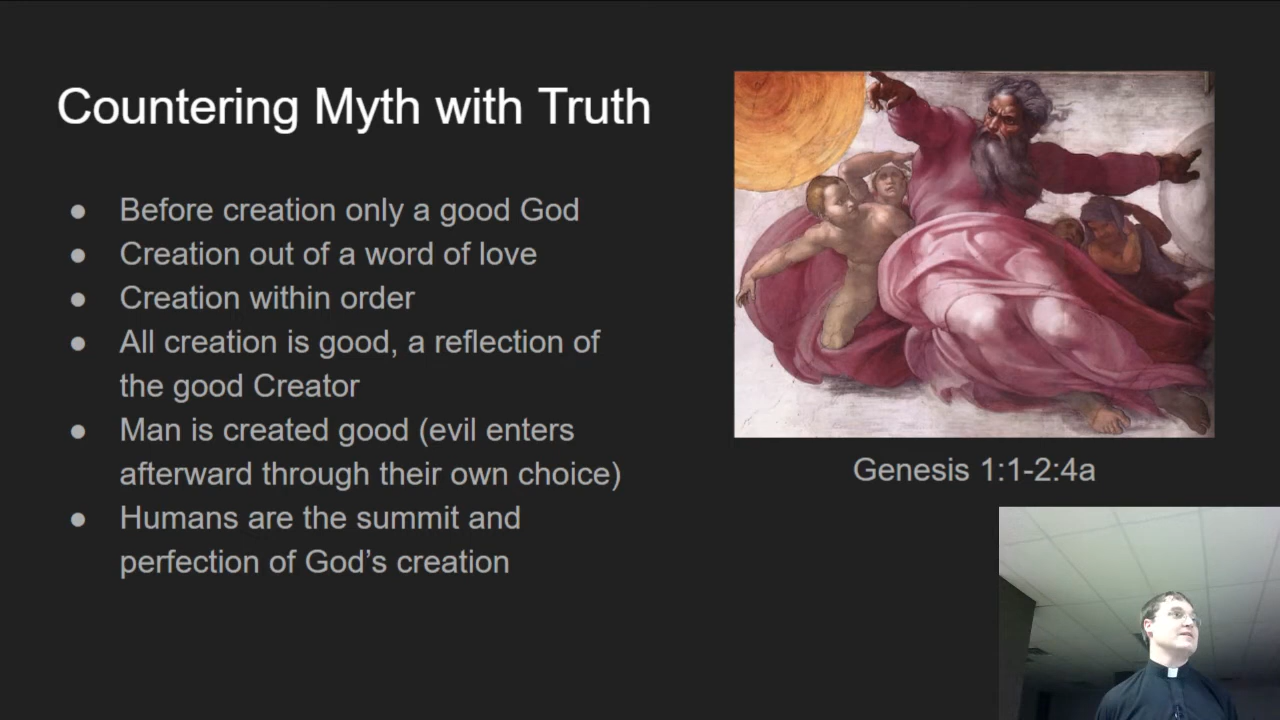 Countering Myth with Truth
● Before creation only a good God
● Creation out of a word of love
● Creation within order
● All creation is good, a reflection of
the good Creator
● Man is created good (evil enters
afterward through their own choice)
● Humans are the summit and
perfection of God’s creation
Genesis 1:1-2:4a